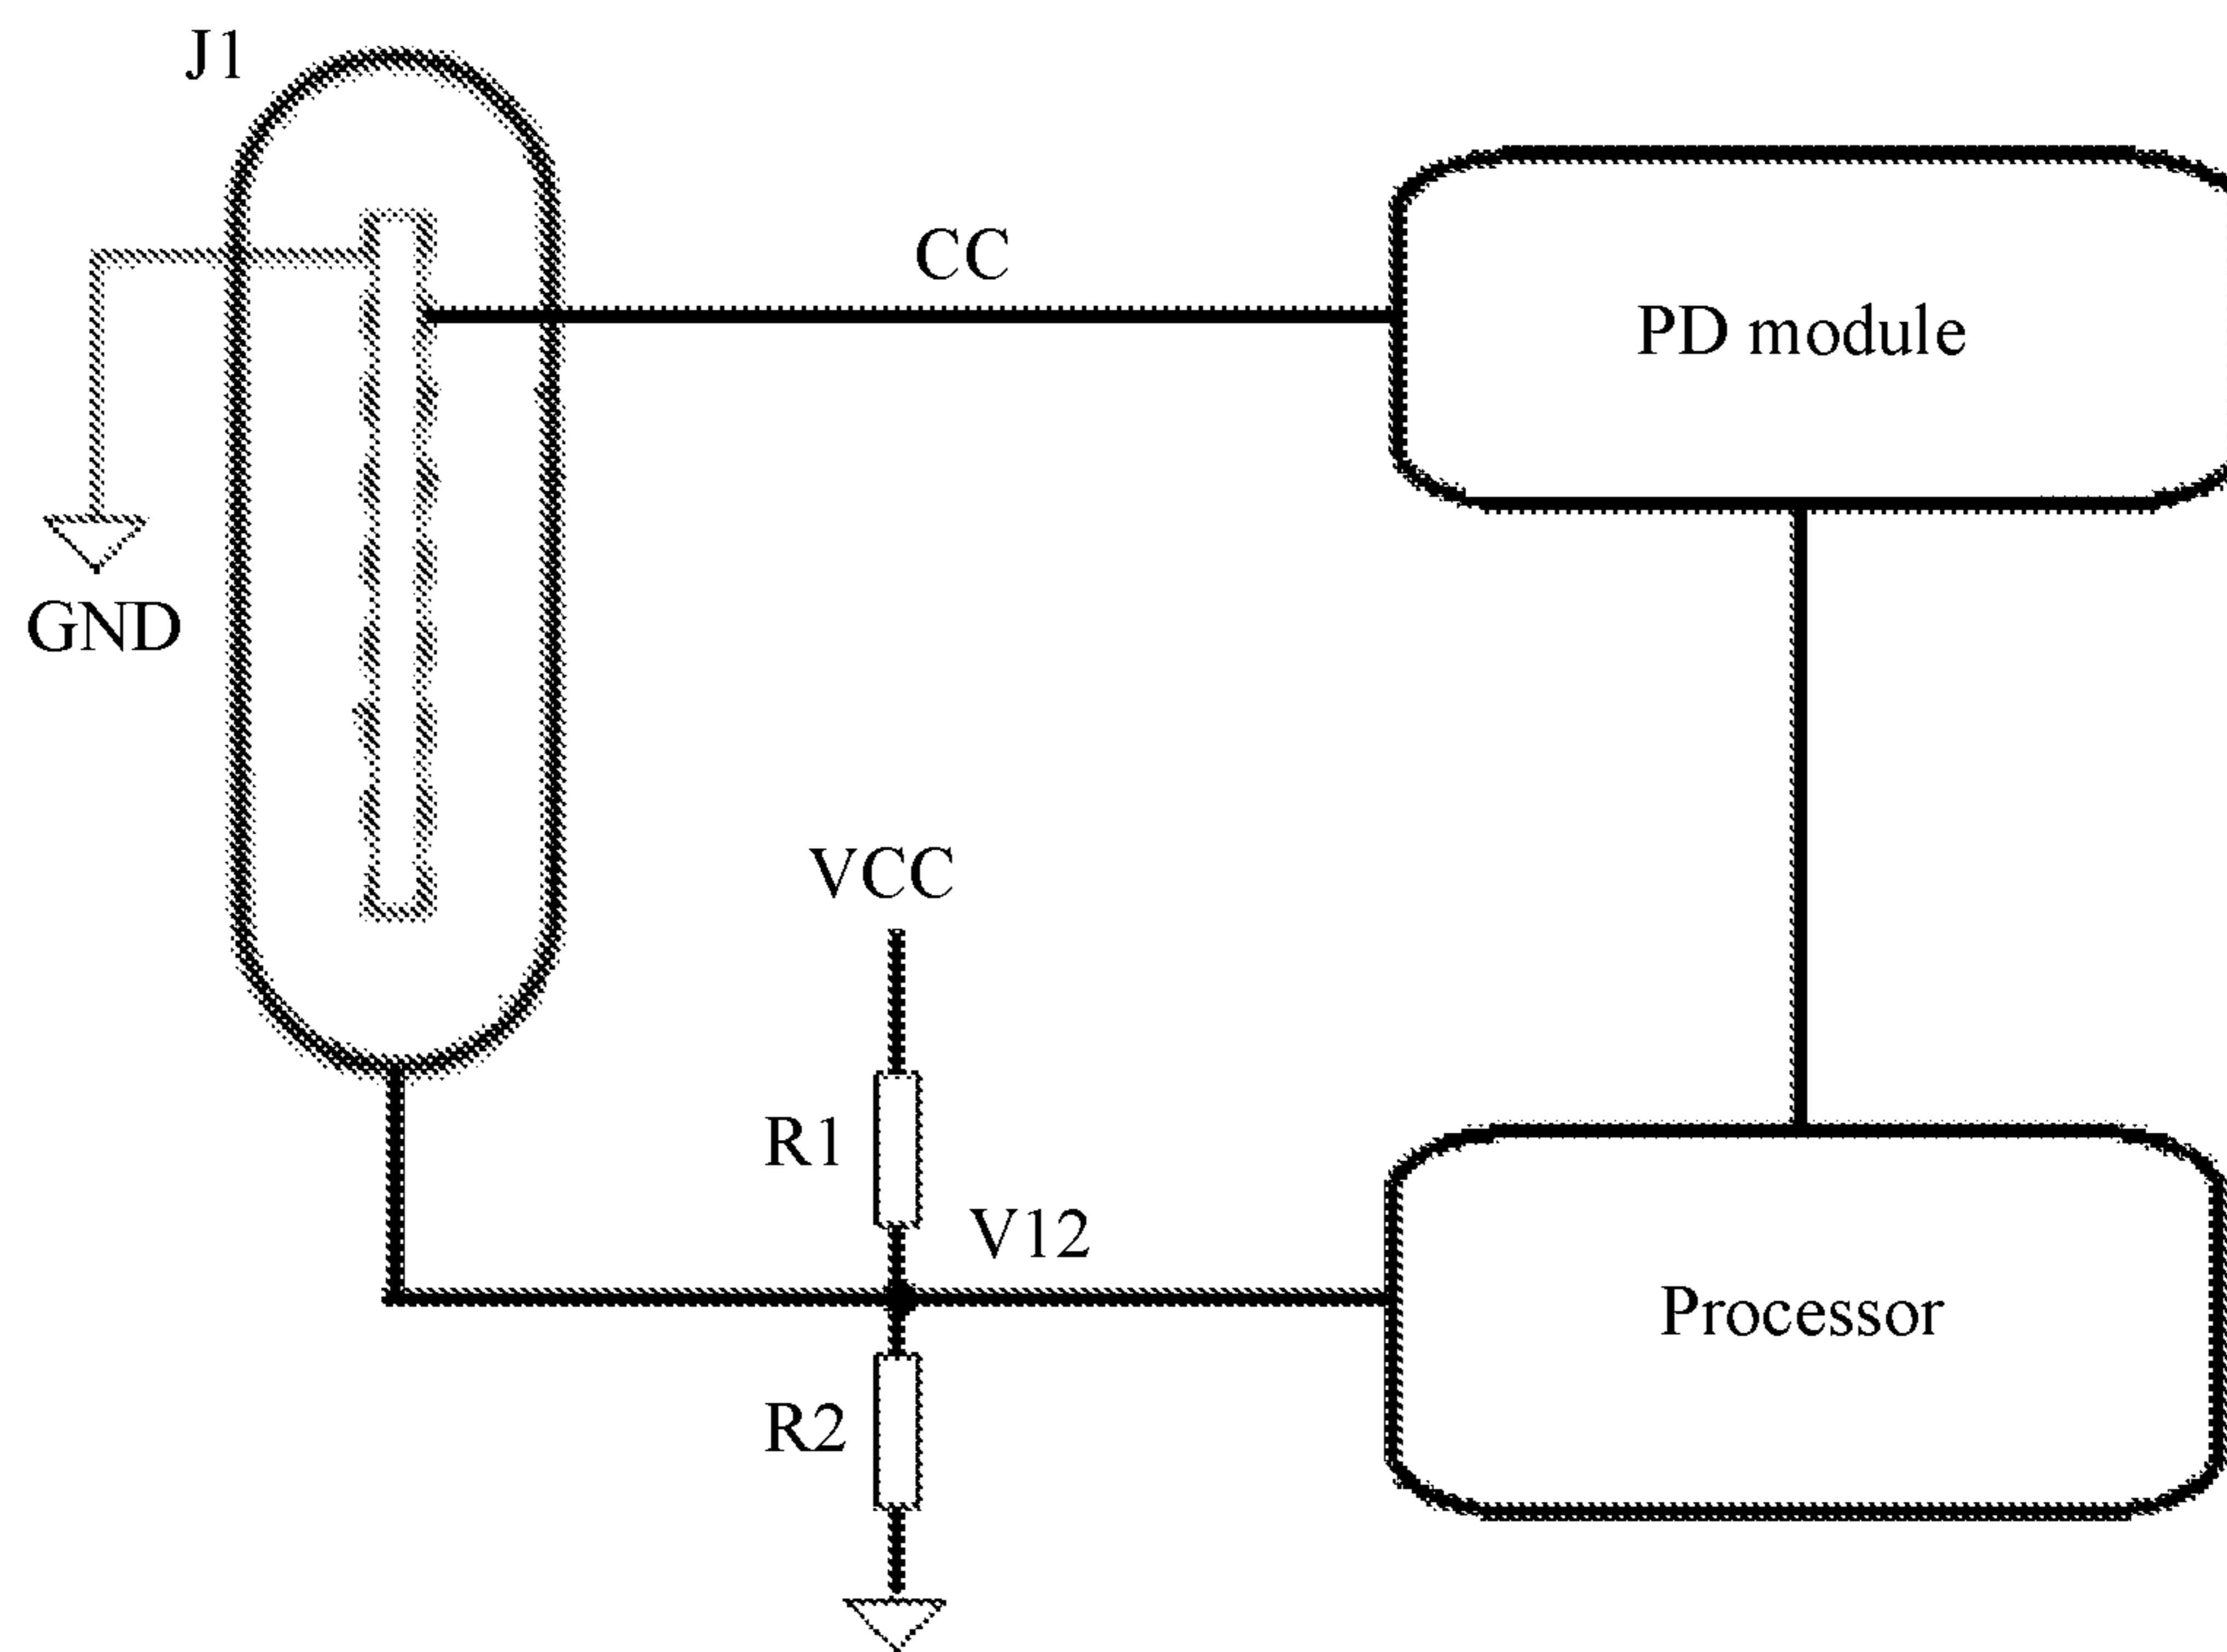 J1
CC
PD module
GND
VCC
R1
V12
Processor
R2